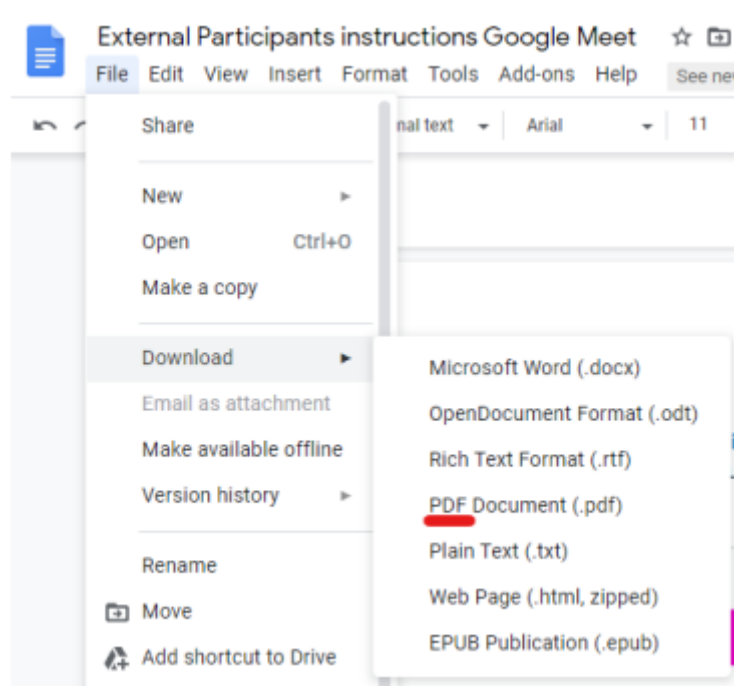 External Participants instructions Google Meet
File Edit View Insert Format Tools Add-ons Help See
text Arial 11
Share
New
Open Ctrl+O
Make a copy
Download
Email as attachment
Make available offline
Version history
Rename
Move
Add shortcut to Drive
Microsoft Word (.docx)
OpenDocument Format (.odt)
Rich Text Format (.rtf)
PDF Document (.pdf)
Plain Text (.txt)
Web Page (.html, zipped)
EPUB Publication (.epub)